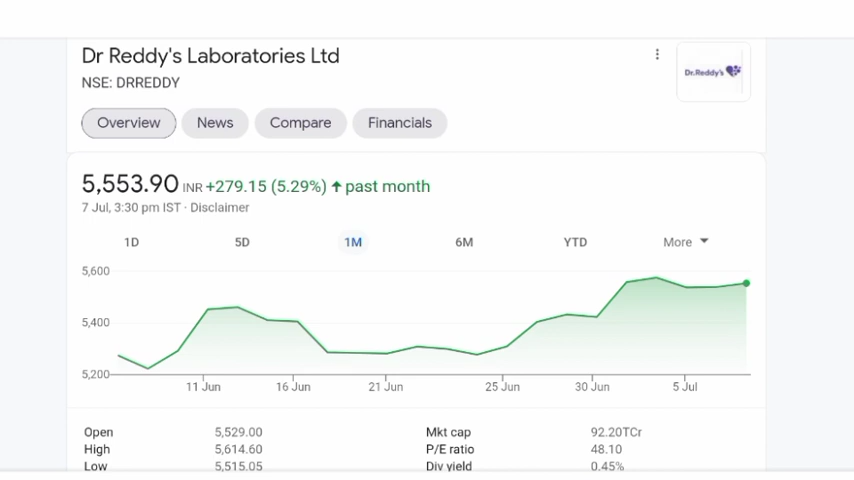 Dr Reddy's Laboratories Ltd
NSE: DRREDDY
Dr.Reddy's
Overview News Compare Financials
5,553.90 INR +279.15 (5.29%) ↑ past month
7 Jul, 3:30 pm IST · Disclaimer
1D 5D 1M 6M YTD More
5,600
5,400
5,200
11 Jun 16 Jun 21 Jun 25 Jun 30 Jun 5 Jul
Open 5,529.00 Mkt cap 92.20TCr
High 5,614.60 P/E ratio 48.10
Low 5,515.05 Div yield 0.45%